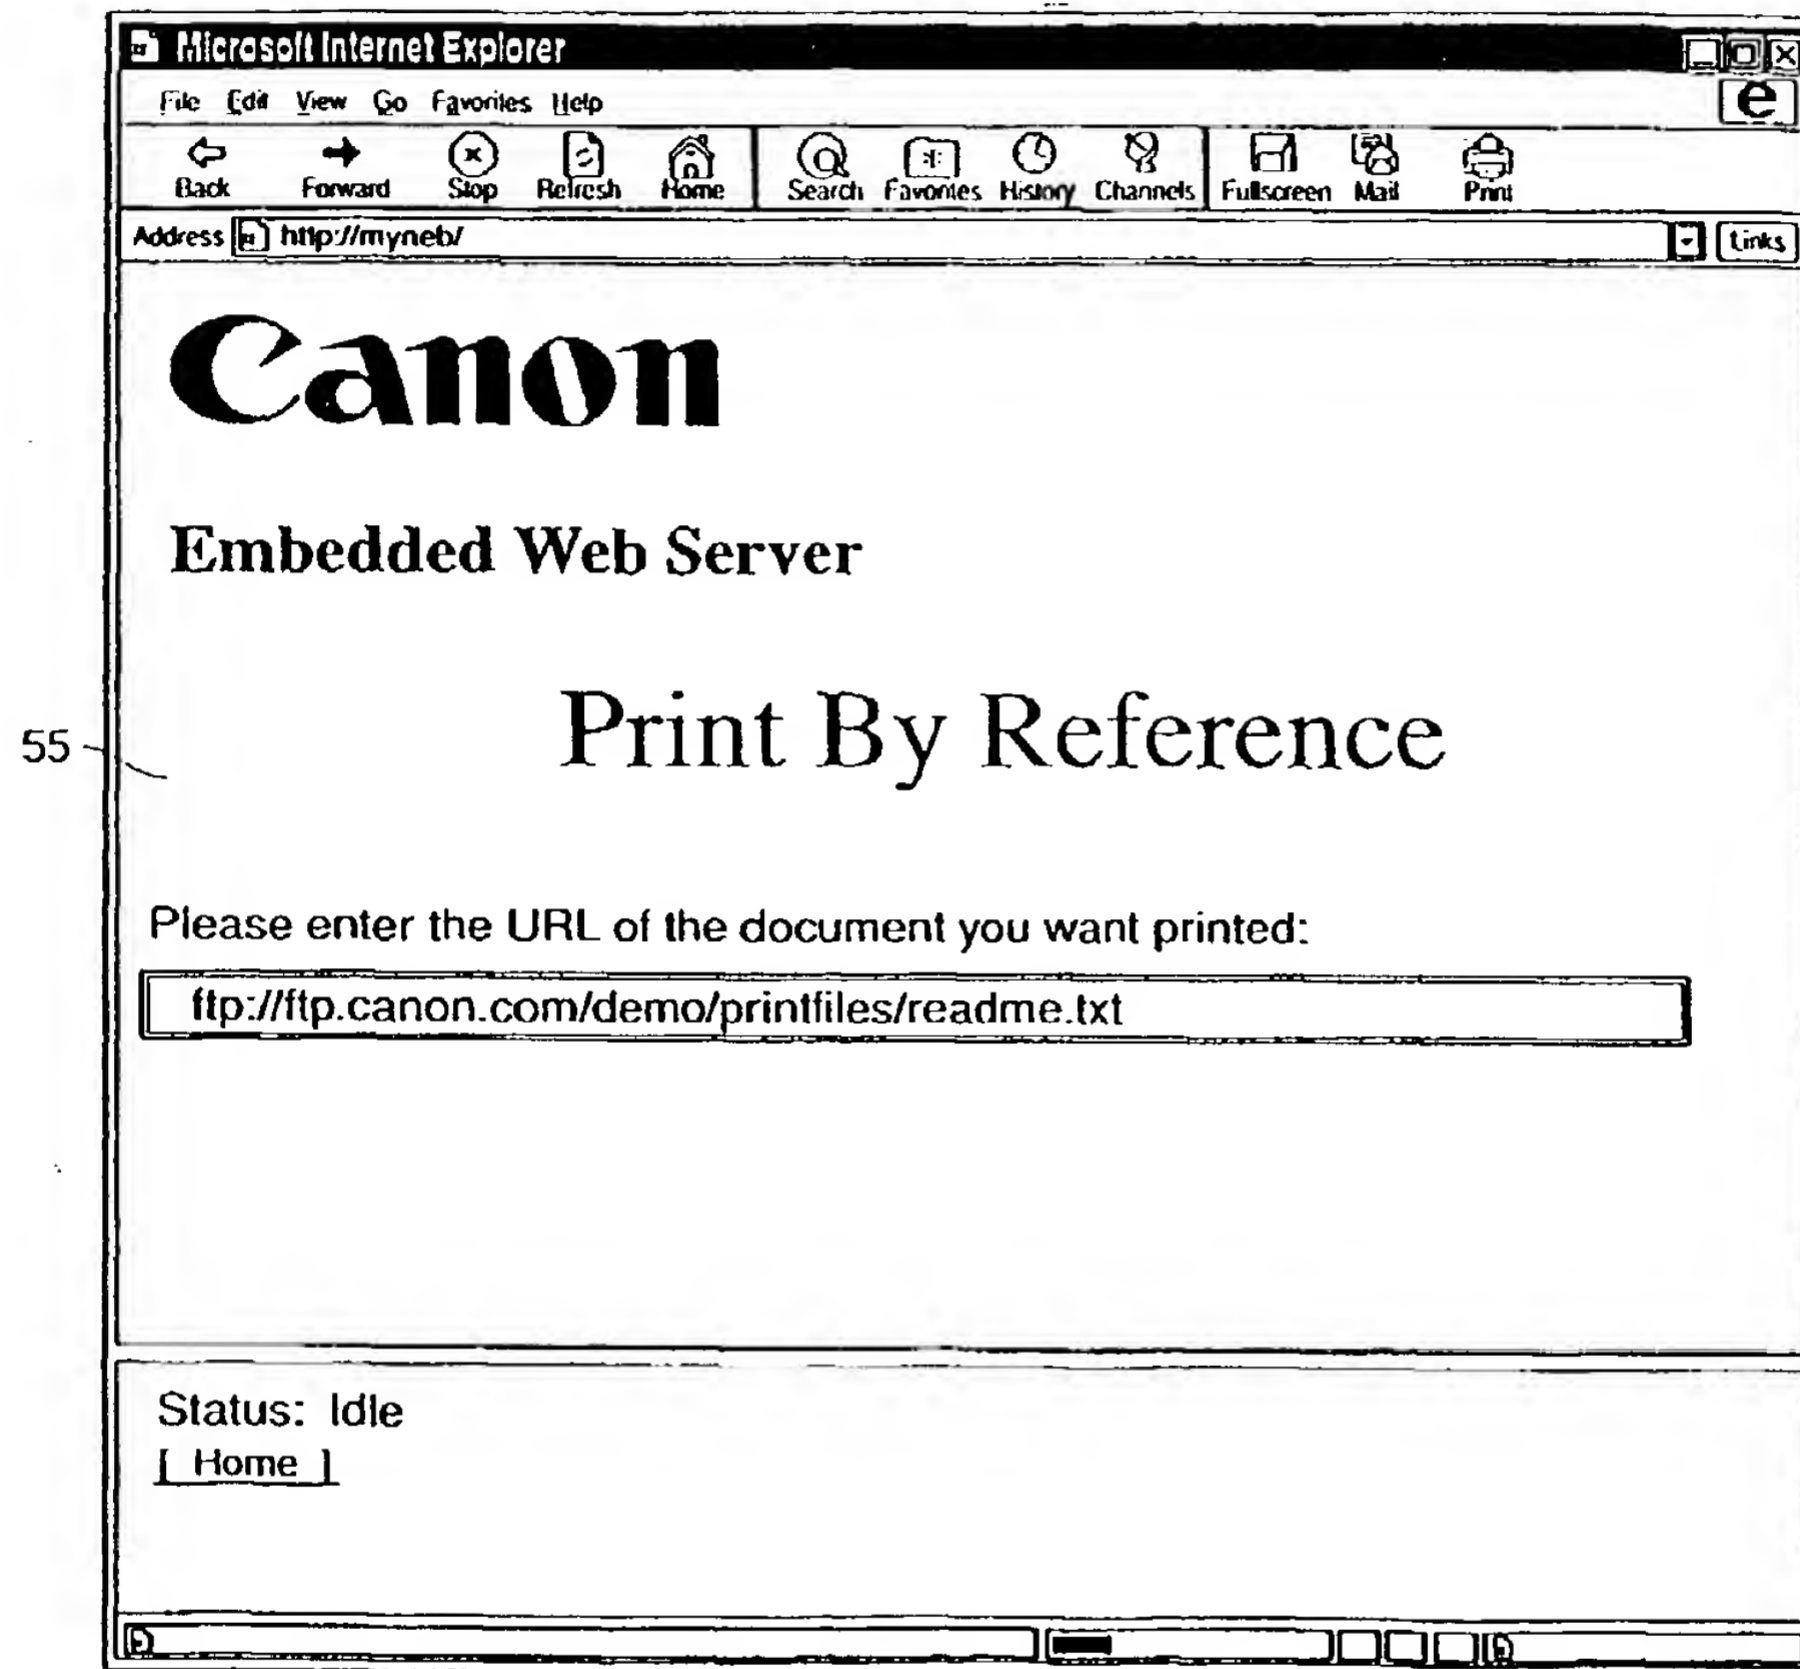 Microsoft Internet Explorer
File Edit View Go Favorites Help
e
Back Forward Stop Refresh Home Search Favorites History Channels Fullscreen Mail Print
Address http://myneb/ Links
Canon
Embedded Web Server
Print By Reference
55
Please enter the URL of the document you want printed:
ftp://ftp.canon.com/demo/printfiles/readme.txt
Status: Idle
[ Home ]